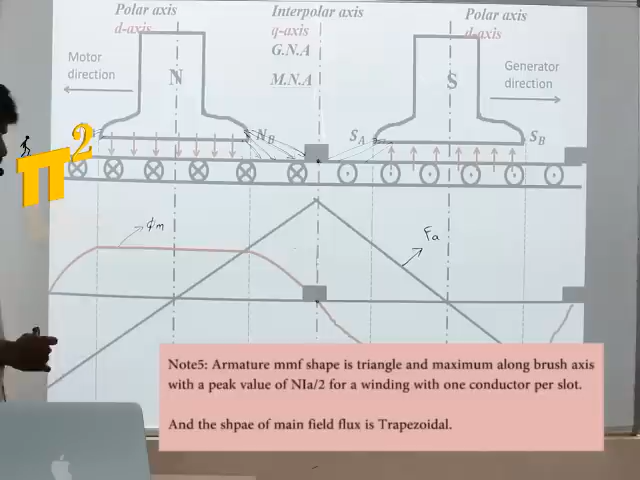 Polar axis Interpolar axis Polar axis
d-axis q-axis d-axis
G.N.A
M.N.A
Motor
direction
Generator
direction
N
S
N_B
S_A
S_B
π²
ϕm
Fa
Note5: Armature mmf shape is triangle and maximum along brush axis
with a peak value of NIa/2 for a winding with one conductor per slot.
And the shpae of main field flux is Trapezoidal.